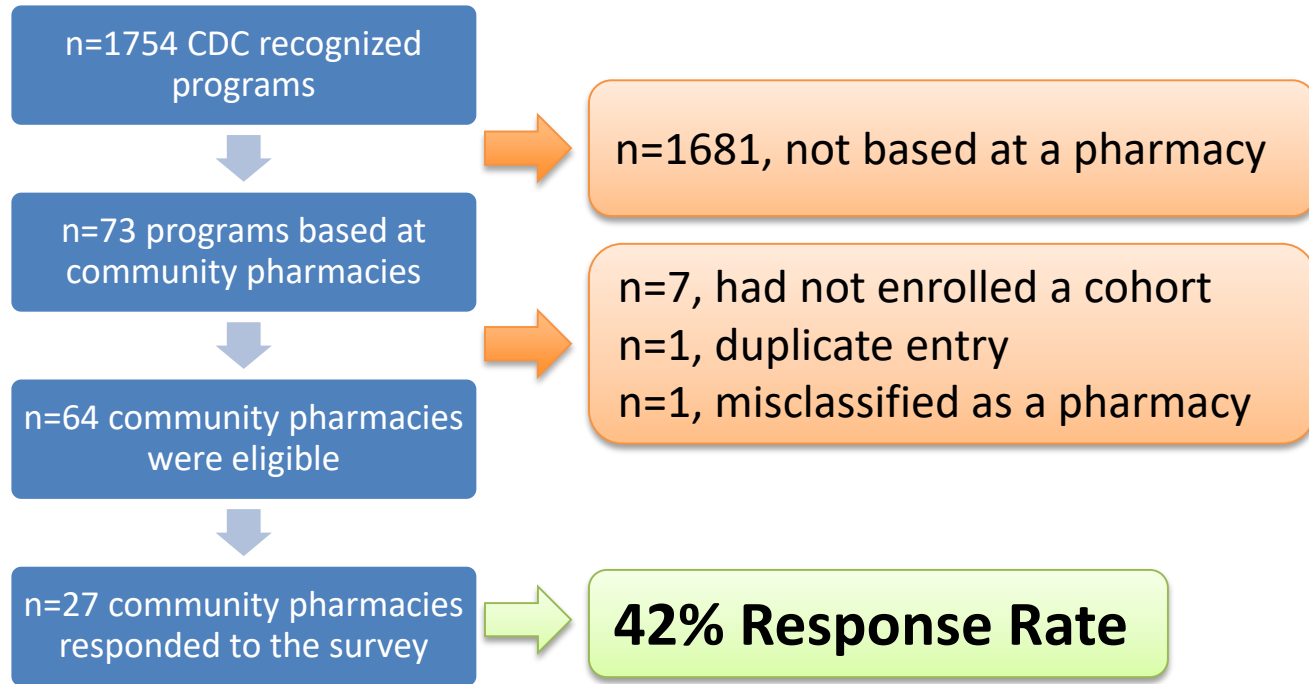 n=1754 CDC recognized
programs
n=1681, not based at a pharmacy
n=73 programs based at
community pharmacies
n=7, had not enrolled a cohort
n=1, duplicate entry
n=1, misclassified as a pharmacy
n=64 community pharmacies
were eligible
n=27 community pharmacies
responded to the survey
42% Response Rate